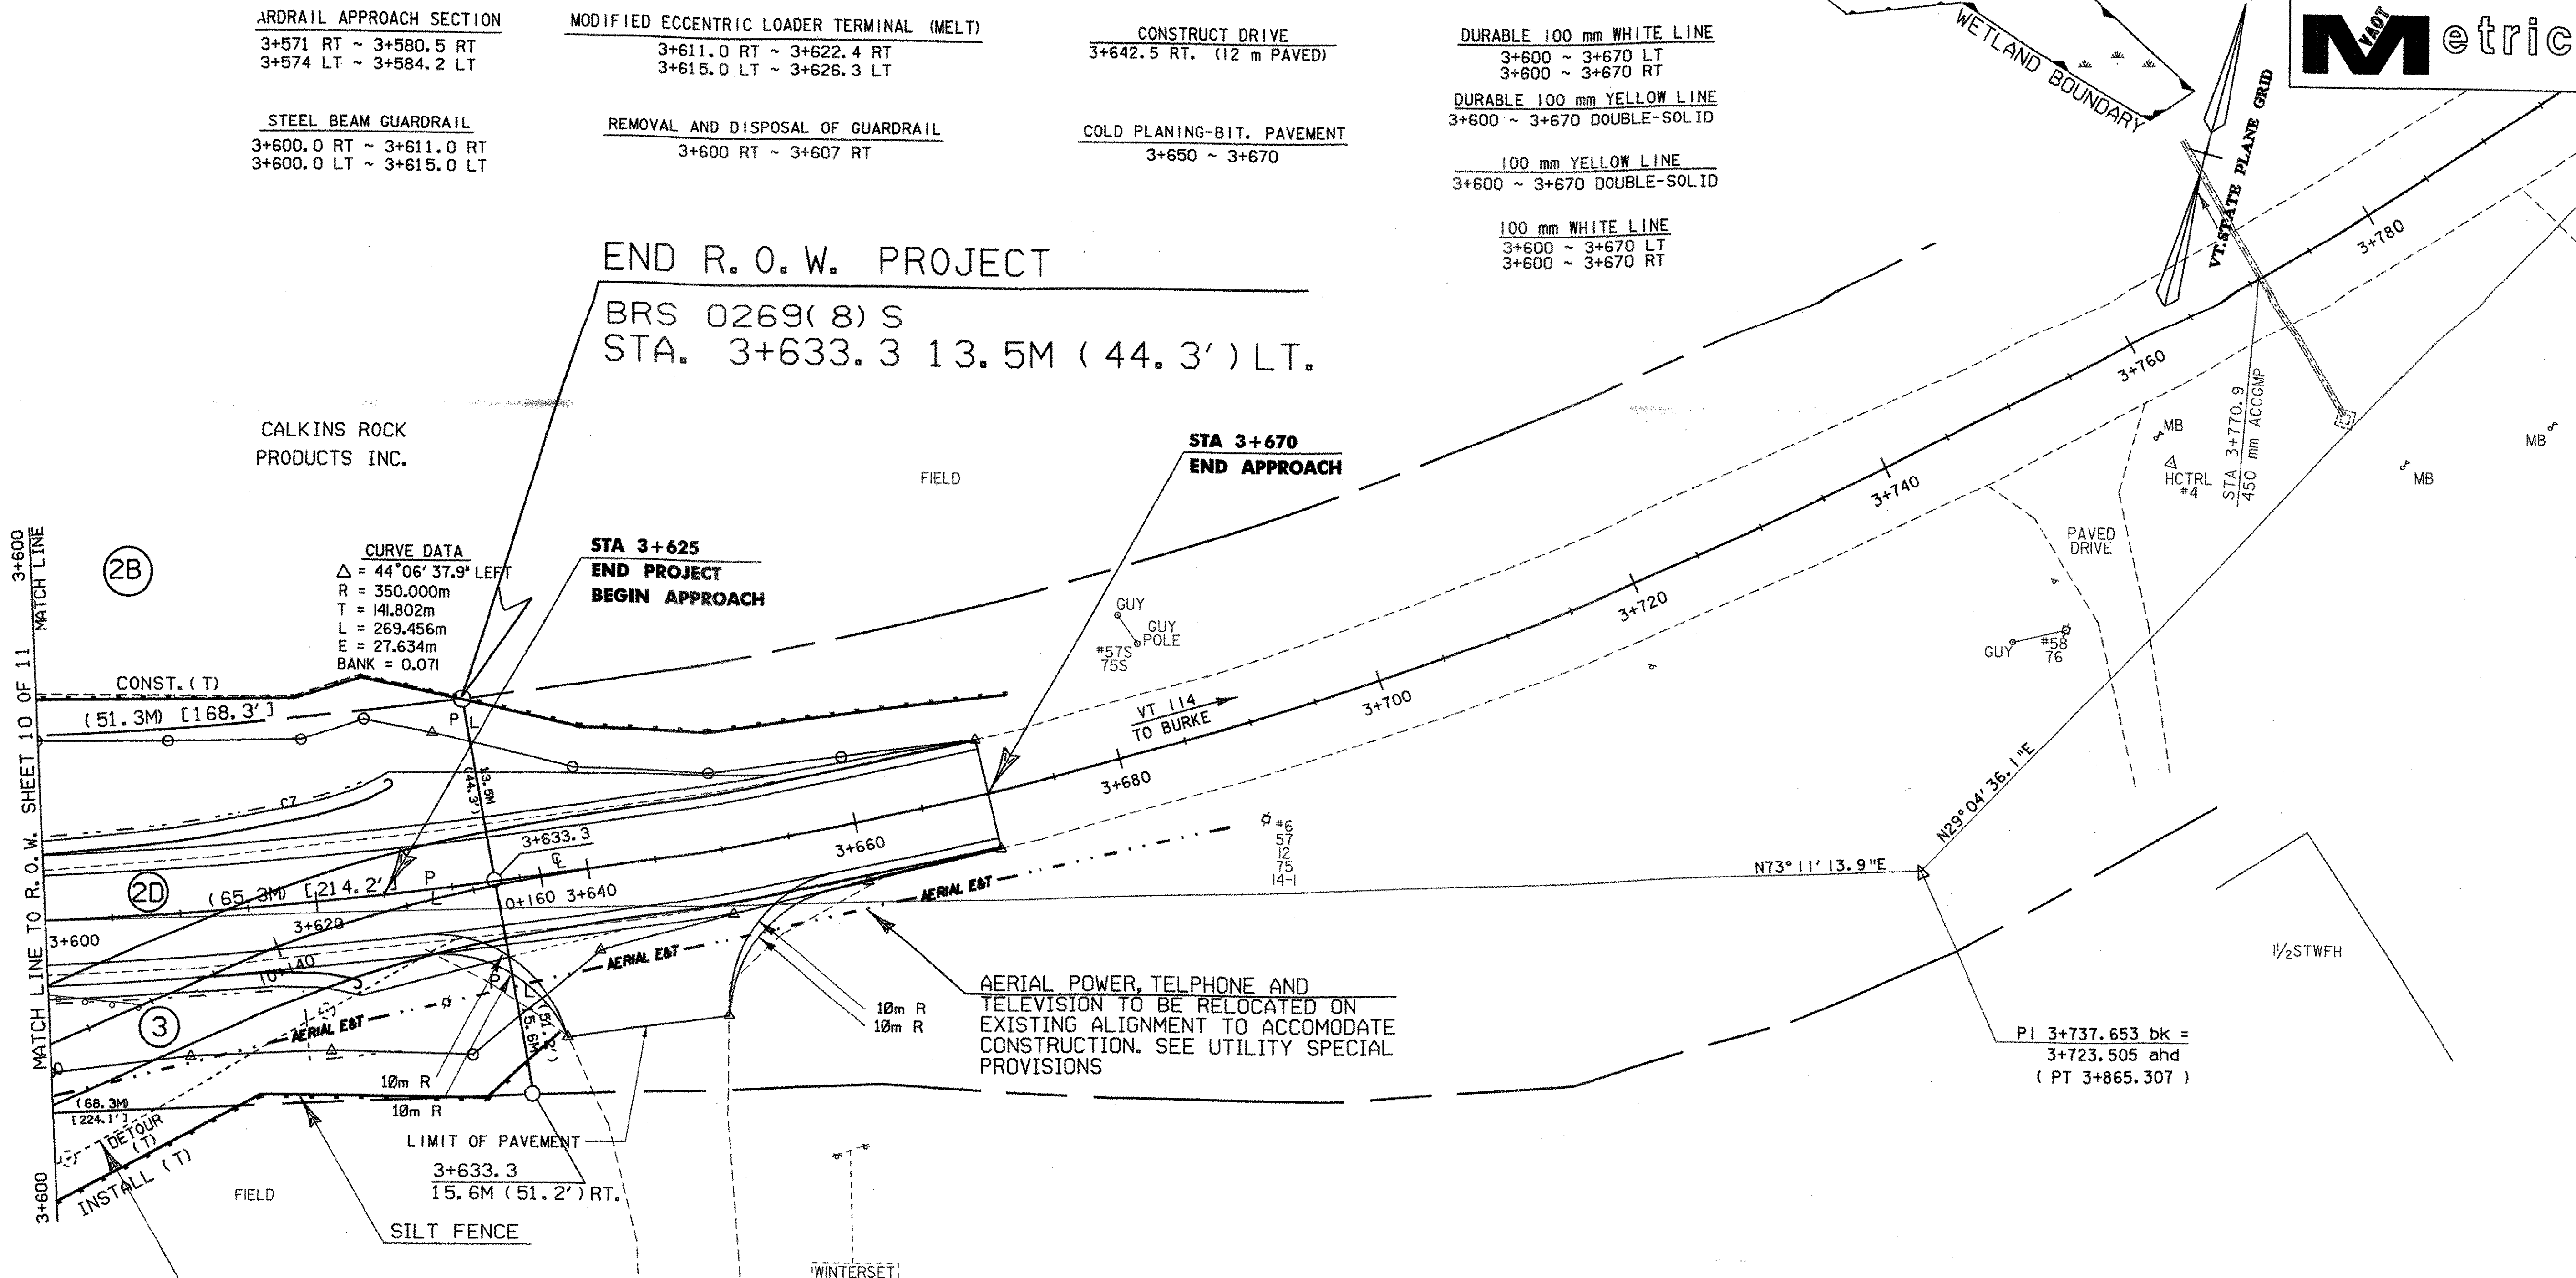 ARDRAIL APPROACH SECTION
3+571 RT ~ 3+580.5 RT
3+574 LT ~ 3+584.2 LT
STEEL BEAM GUARDRAIL
3+600.0 RT ~ 3+611.0 RT
3+600.0 LT ~ 3+615.0 LT
MODIFIED ECCENTRIC LOADER TERMINAL (MELT)
3+611.0 RT ~ 3+622.4 RT
3+615.0 LT ~ 3+626.3 LT
REMOVAL AND DISPOSAL OF GUARDRAIL
3+600 RT ~ 3+607 RT
CONSTRUCT DRIVE
3+642.5 RT. (12 m PAVED)
COLD PLANING-BIT. PAVEMENT
3+650 ~ 3+670
DURABLE 100 mm WHITE LINE
3+600 ~ 3+670 LT
3+600 ~ 3+670 RT
DURABLE 100 mm YELLOW LINE
3+600 ~ 3+670 DOUBLE-SOLID
100 mm YELLOW LINE
3+600 ~ 3+670 DOUBLE-SOLID
100 mm WHITE LINE
3+600 ~ 3+670 LT
3+600 ~ 3+670 RT
WETLAND BOUNDARY
VT. STATE PLANE GRID
VAOT
Metric
END R.O.W. PROJECT
BRS 0269(8)S
STA. 3+633.3 13.5M (44.3')LT.
CALKINS ROCK
PRODUCTS INC.
FIELD
STA 3+670
END APPROACH
STA 3+625
END PROJECT
BEGIN APPROACH
CURVE DATA
△ = 44°06'37.9" LEFT
R = 350.000m
T = 141.802m
L = 269.456m
E = 27.634m
BANK = 0.071
2B
3+600
MATCH LINE
MATCH LINE TO R.O.W. SHEET 10 OF 11
3+600
CONST. (T)
(51.3M) [168.3']
P L
13.5M
(44.3')
C7
2D
(65.3M) [214.2']
P
L
3+633.3
℄
3+600
3+620
0+160
3+640
3+660
3+680
3+700
3+720
3+740
3+760
3+780
10+140
3
AERIAL E&T
AERIAL E&T
AERIAL E&T
P
L
15.6M
(51.2')
10m R
10m R
10m R
10m R
(68.3M)
[224.1']
DETOUR
(T)
INSTALL (T)
FIELD
LIMIT OF PAVEMENT
3+633.3
15.6M (51.2')RT.
SILT FENCE
WINTERSET
AERIAL POWER, TELPHONE AND
TELEVISION TO BE RELOCATED ON
EXISTING ALIGNMENT TO ACCOMODATE
CONSTRUCTION. SEE UTILITY SPECIAL
PROVISIONS
GUY
GUY
POLE
#57S
75S
VT 114
TO BURKE
#6
57
12
75
14-1
GUY
#58
76
PAVED
DRIVE
MB
HCTRL
#4
STA 3+770.9
450 mm ACCGMP
MB
MB
N29°04'36.1"E
N73°11'13.9"E
1½STWFH
PI 3+737.653 bk =
3+723.505 ahd
( PT 3+865.307 )